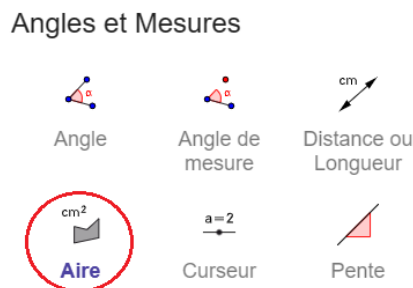 Angles et Mesures
α
α
cm
Angle
Angle de mesure
Distance ou Longueur
cm²
a=2
Aire
Curseur
Pente